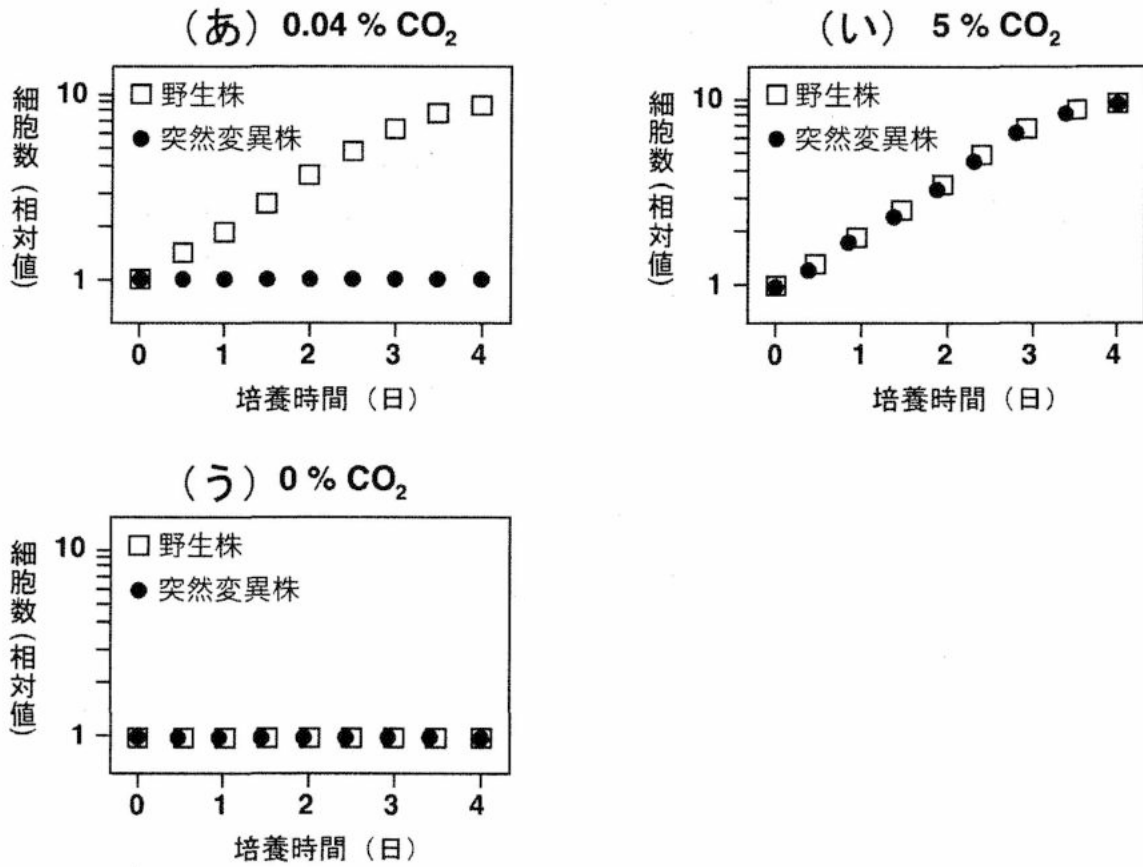 （あ）0.04 % CO₂
細胞数（相対値）
10
1
□ 野生株
● 突然変異株
0 1 2 3 4
培養時間（日）
（い） 5 % CO₂
細胞数（相対値）
10
1
□ 野生株
● 突然変異株
0 1 2 3 4
培養時間（日）
（う）0 % CO₂
細胞数（相対値）
10
1
□ 野生株
● 突然変異株
0 1 2 3 4
培養時間（日）